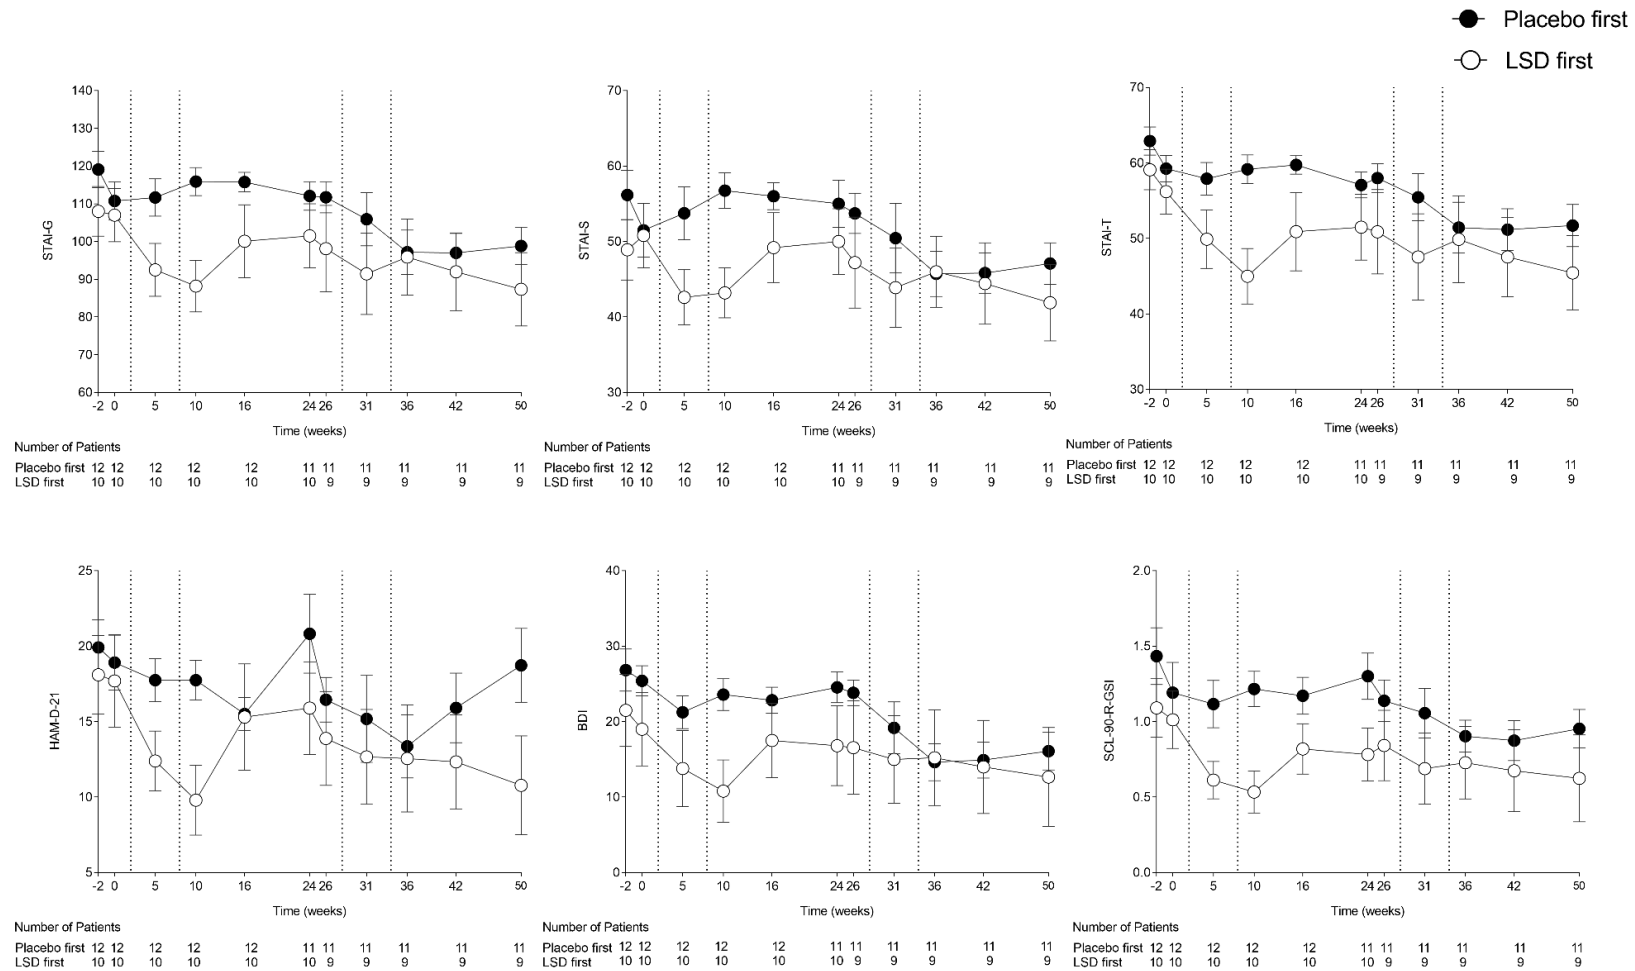 Placebo first
LSD first
STAI-G
140
130
120
110
100
90
80
70
60
-2 0 5 10 16 24 26 31 36 42 50
Time (weeks)
Number of Patients
Placebo first 12 12 12 12 12 11 11 11 11 11 11
LSD first 10 10 10 10 10 10 9 9 9 9 9
STAI-S
70
60
50
40
30
-2 0 5 10 16 24 26 31 36 42 50
Time (weeks)
Number of Patients
Placebo first 12 12 12 12 12 11 11 11 11 11 11
LSD first 10 10 10 10 10 10 9 9 9 9 9
STAI-T
70
60
50
40
30
-2 0 5 10 16 24 26 31 36 42 50
Time (weeks)
Number of Patients
Placebo first 12 12 12 12 12 11 11 11 11 11 11
LSD first 10 10 10 10 10 10 9 9 9 9 9
HAM-D-21
25
20
15
10
5
-2 0 5 10 16 24 26 31 36 42 50
Time (weeks)
Number of Patients
Placebo first 12 12 12 12 12 11 11 11 11 11 11
LSD first 10 10 10 10 10 10 9 9 9 9 9
BDI
40
30
20
10
0
-2 0 5 10 16 24 26 31 36 42 50
Time (weeks)
Number of Patients
Placebo first 12 12 12 12 12 11 11 11 11 11 11
LSD first 10 10 10 10 10 10 9 9 9 9 9
SCL-90-R-GSI
2.0
1.5
1.0
0.5
0.0
-2 0 5 10 16 24 26 31 36 42 50
Time (weeks)
Number of Patients
Placebo first 12 12 12 12 12 11 11 11 11 11 11
LSD first 10 10 10 10 10 10 9 9 9 9 9